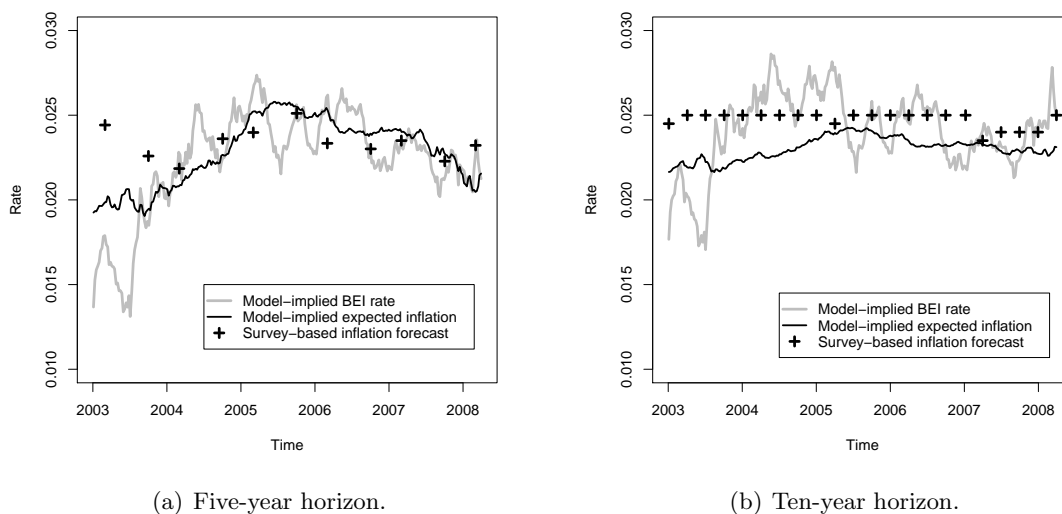 0.030
0.025
0.020
0.015
0.010
Rate
2003 2004 2005 2006 2007 2008
Time
Model−implied BEI rate
Model−implied expected inflation
Survey−based inflation forecast
(a) Five-year horizon.
0.030
0.025
0.020
0.015
0.010
Rate
2003 2004 2005 2006 2007 2008
Time
Model−implied BEI rate
Model−implied expected inflation
Survey−based inflation forecast
(b) Ten-year horizon.